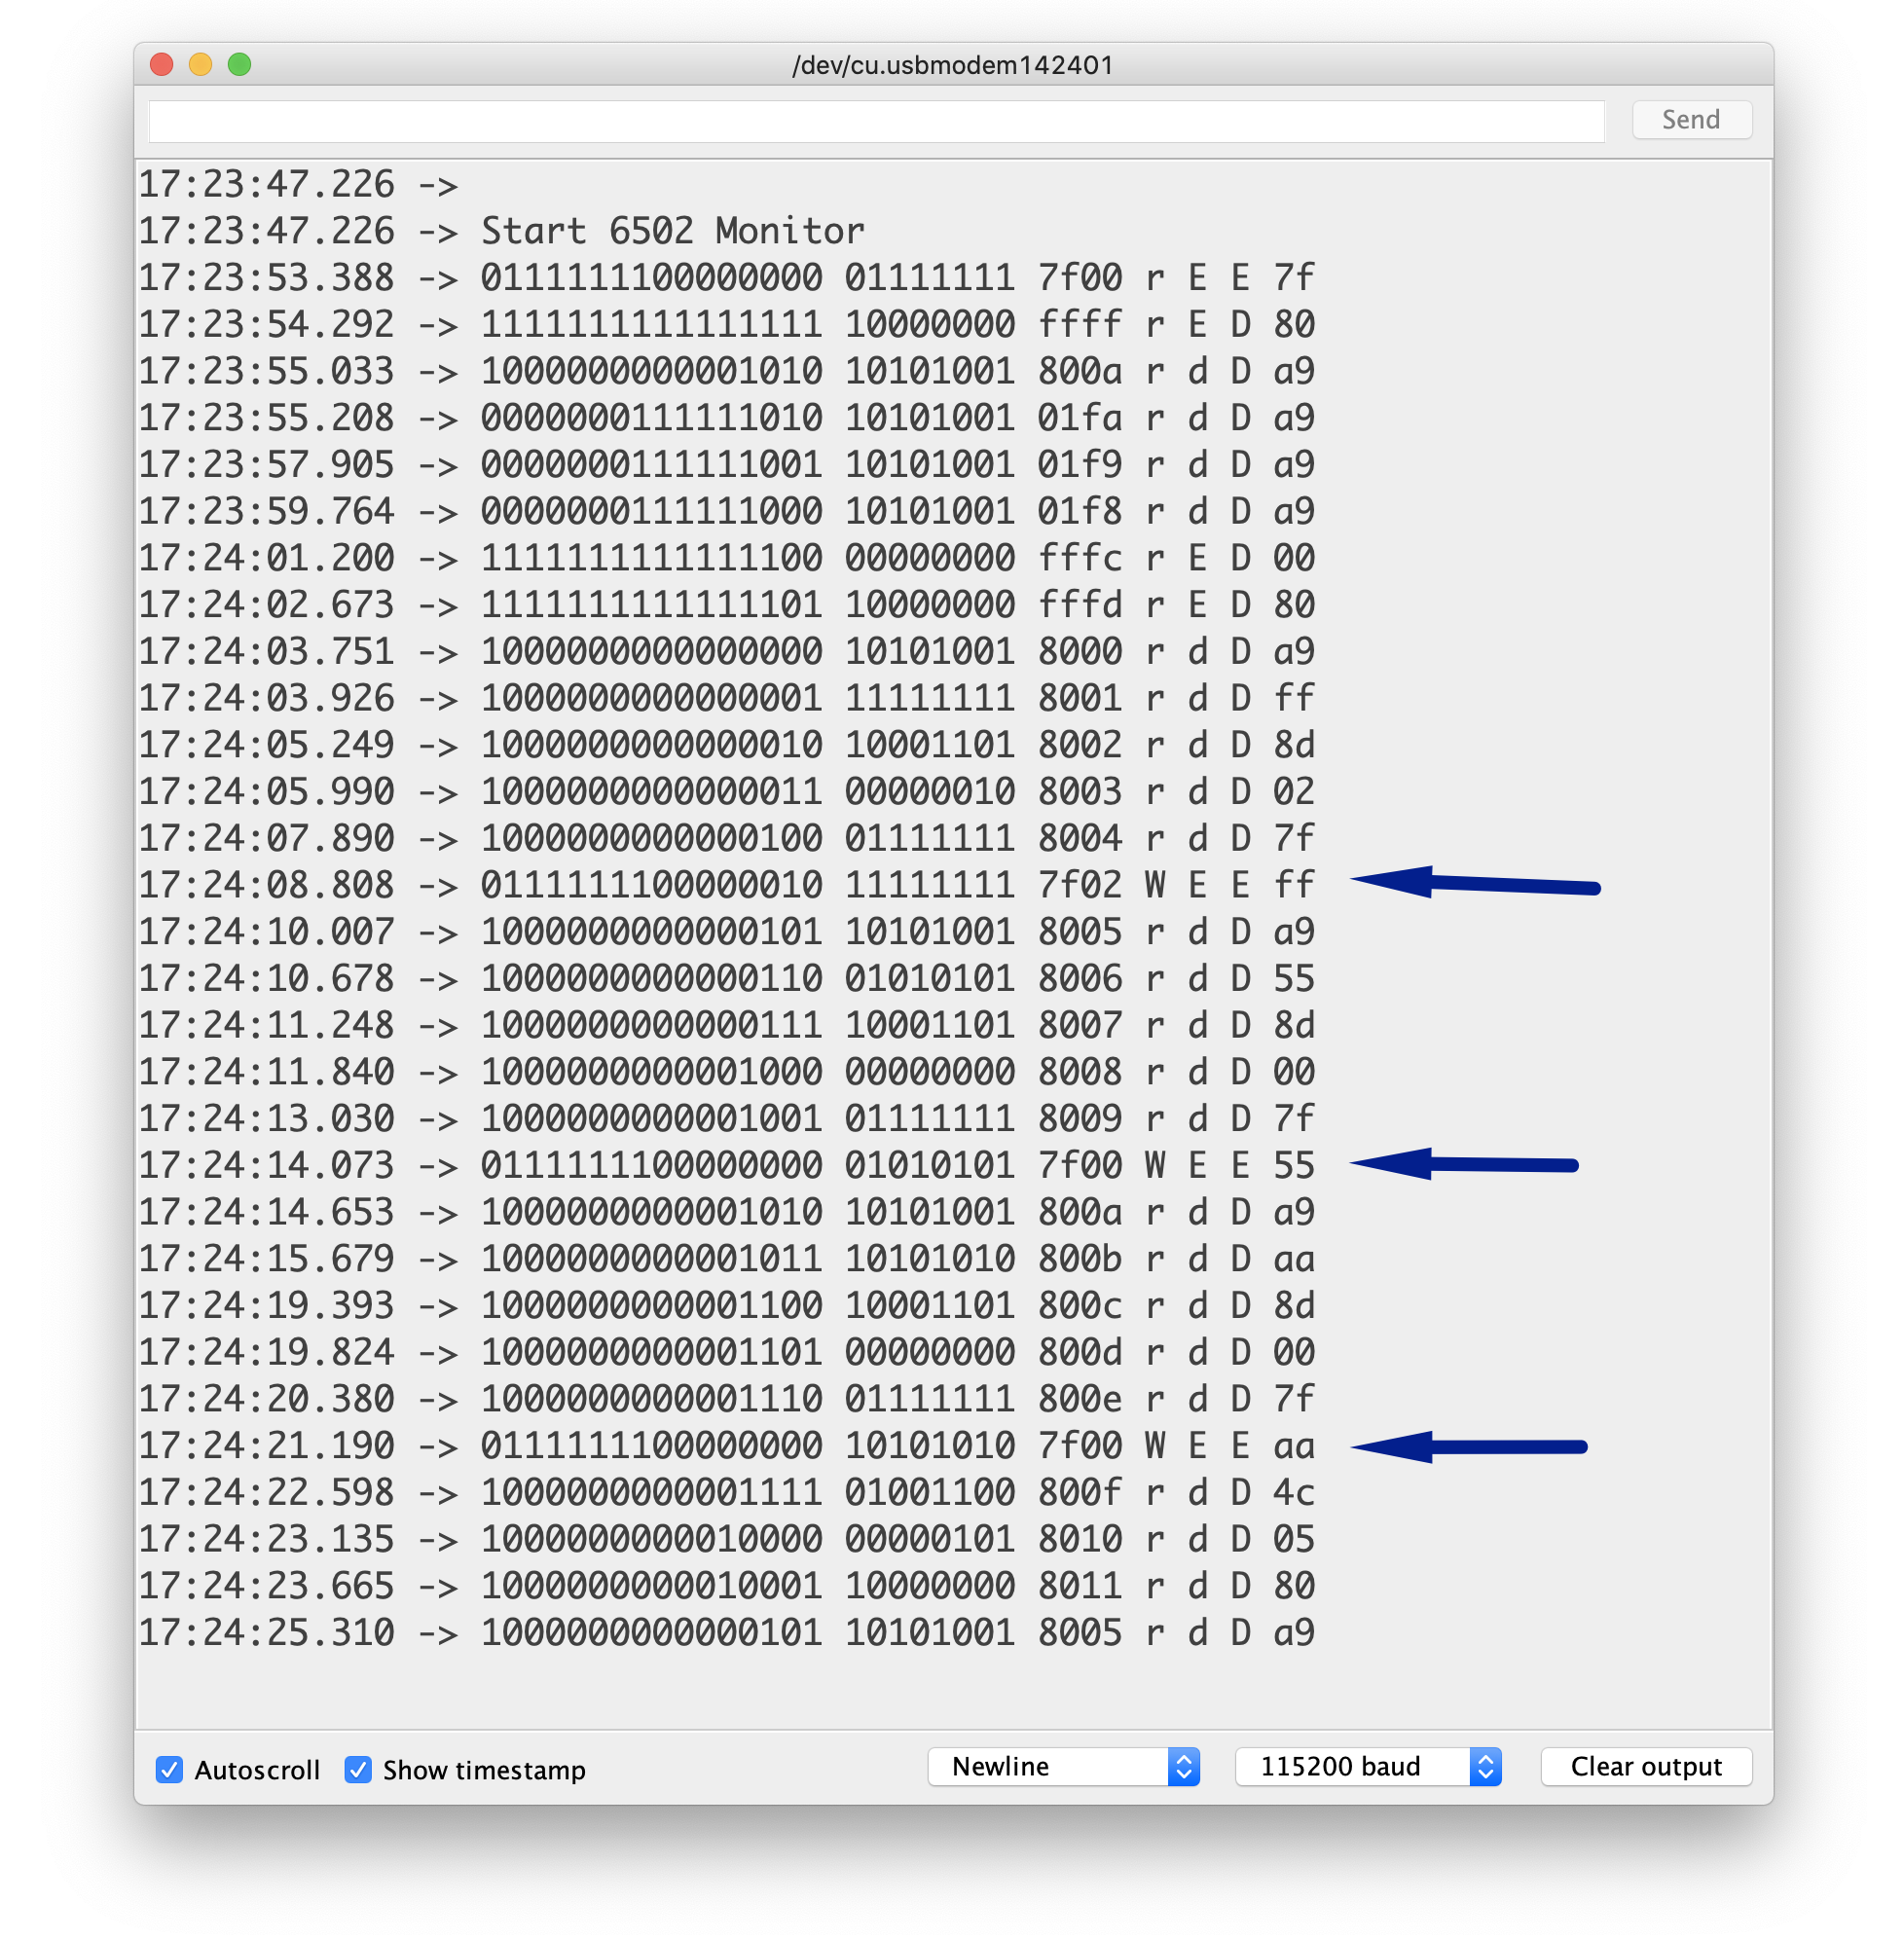 /dev/cu.usbmodem142401
Send
17:23:47.226 ->
17:23:47.226 -> Start 6502 Monitor
17:23:53.388 -> 0111111100000000 01111111 7f00 r E E 7f
17:23:54.292 -> 1111111111111111 10000000 ffff r E D 80
17:23:55.033 -> 1000000000001010 10101001 800a r d D a9
17:23:55.208 -> 0000000111111010 10101001 01fa r d D a9
17:23:57.905 -> 0000000111111001 10101001 01f9 r d D a9
17:23:59.764 -> 0000000111111000 10101001 01f8 r d D a9
17:24:01.200 -> 1111111111111100 00000000 fffc r E D 00
17:24:02.673 -> 1111111111111101 10000000 fffd r E D 80
17:24:03.751 -> 1000000000000000 10101001 8000 r d D a9
17:24:03.926 -> 1000000000000001 11111111 8001 r d D ff
17:24:05.249 -> 1000000000000010 10001101 8002 r d D 8d
17:24:05.990 -> 1000000000000011 00000010 8003 r d D 02
17:24:07.890 -> 1000000000000100 01111111 8004 r d D 7f
17:24:08.808 -> 0111111100000010 11111111 7f02 W E E ff
17:24:10.007 -> 1000000000000101 10101001 8005 r d D a9
17:24:10.678 -> 1000000000000110 01010101 8006 r d D 55
17:24:11.248 -> 1000000000000111 10001101 8007 r d D 8d
17:24:11.840 -> 1000000000001000 00000000 8008 r d D 00
17:24:13.030 -> 1000000000001001 01111111 8009 r d D 7f
17:24:14.073 -> 0111111100000000 01010101 7f00 W E E 55
17:24:14.653 -> 1000000000001010 10101001 800a r d D a9
17:24:15.679 -> 1000000000001011 10101010 800b r d D aa
17:24:19.393 -> 1000000000001100 10001101 800c r d D 8d
17:24:19.824 -> 1000000000001101 00000000 800d r d D 00
17:24:20.380 -> 1000000000001110 01111111 800e r d D 7f
17:24:21.190 -> 0111111100000000 10101010 7f00 W E E aa
17:24:22.598 -> 1000000000001111 01001100 800f r d D 4c
17:24:23.135 -> 1000000000010000 00000101 8010 r d D 05
17:24:23.665 -> 1000000000010001 10000000 8011 r d D 80
17:24:25.310 -> 1000000000000101 10101001 8005 r d D a9
Autoscroll Show timestamp Newline 115200 baud Clear output